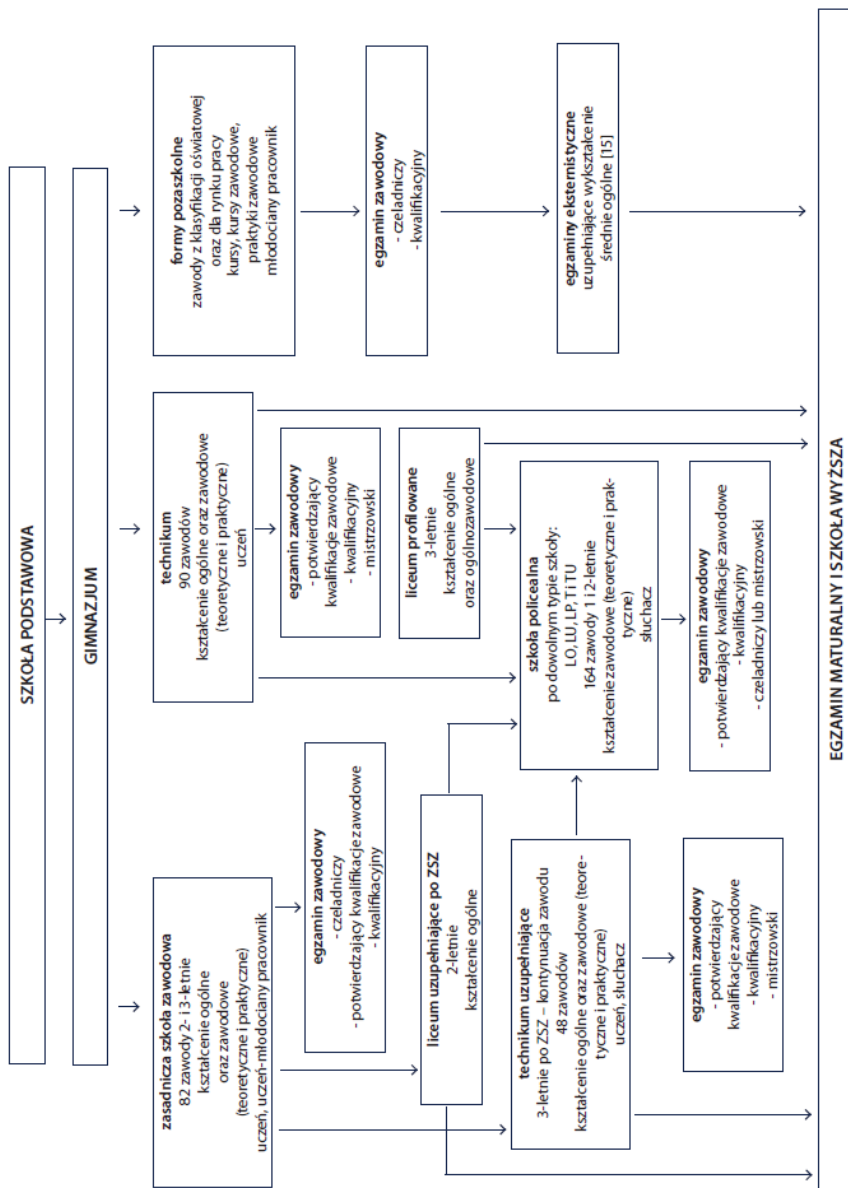 SZKOŁA PODSTAWOWA
GIMNAZJUM
zasadnicza szkoła zawodowa
82 zawody 2- i 3-letnie
kształcenie ogólne
oraz zawodowe
(teoretyczne i praktyczne)
uczeń, uczeń-młodociany pracownik
technikum
90 zawodów
kształcenie ogólne oraz zawodowe
(teoretyczne i praktyczne)
uczeń
formy pozaszkolne
zawody z klasyfikacji oświatowej
oraz dla rynku pracy
kursy, kursy zawodowe,
praktyki zawodowe
młodociany pracownik
egzamin zawodowy
- czeladniczy
- potwierdzający kwalifikacje zawodowe
- kwalifikacyjny
egzamin zawodowy
- potwierdzający
kwalifikacje zawodowe
- kwalifikacyjny
- mistrzowski
egzamin zawodowy
- czeladniczy
- kwalifikacyjny
liceum uzupełniające po ZSZ
2-letnie
kształcenie ogólne
liceum profilowane
3-letnie
kształcenie ogólne
oraz ogólnozawodowe
technikum uzupełniające
3-letnie po ZSZ – kontynuacja zawodu
48 zawodów
kształcenie ogólne oraz zawodowe (teore-
tyczne i praktyczne)
uczeń, słuchacz
szkoła policealna
po dowolnym typie szkoły:
LO, LU, LP, T i TU
164 zawody 1 i 2-letnie
kształcenie zawodowe (teoretyczne i prak-
tyczne)
słuchacz
egzaminy eksternistyczne
uzupełniające wykształcenie
średnie ogólne [15]
egzamin zawodowy
- potwierdzający
kwalifikacje zawodowe
- kwalifikacyjny
- mistrzowski
egzamin zawodowy
- potwierdzający kwalifikacje zawodowe
- kwalifikacyjny
- czeladniczy lub mistrzowski
EGZAMIN MATURALNY I SZKOŁA WYŻSZA